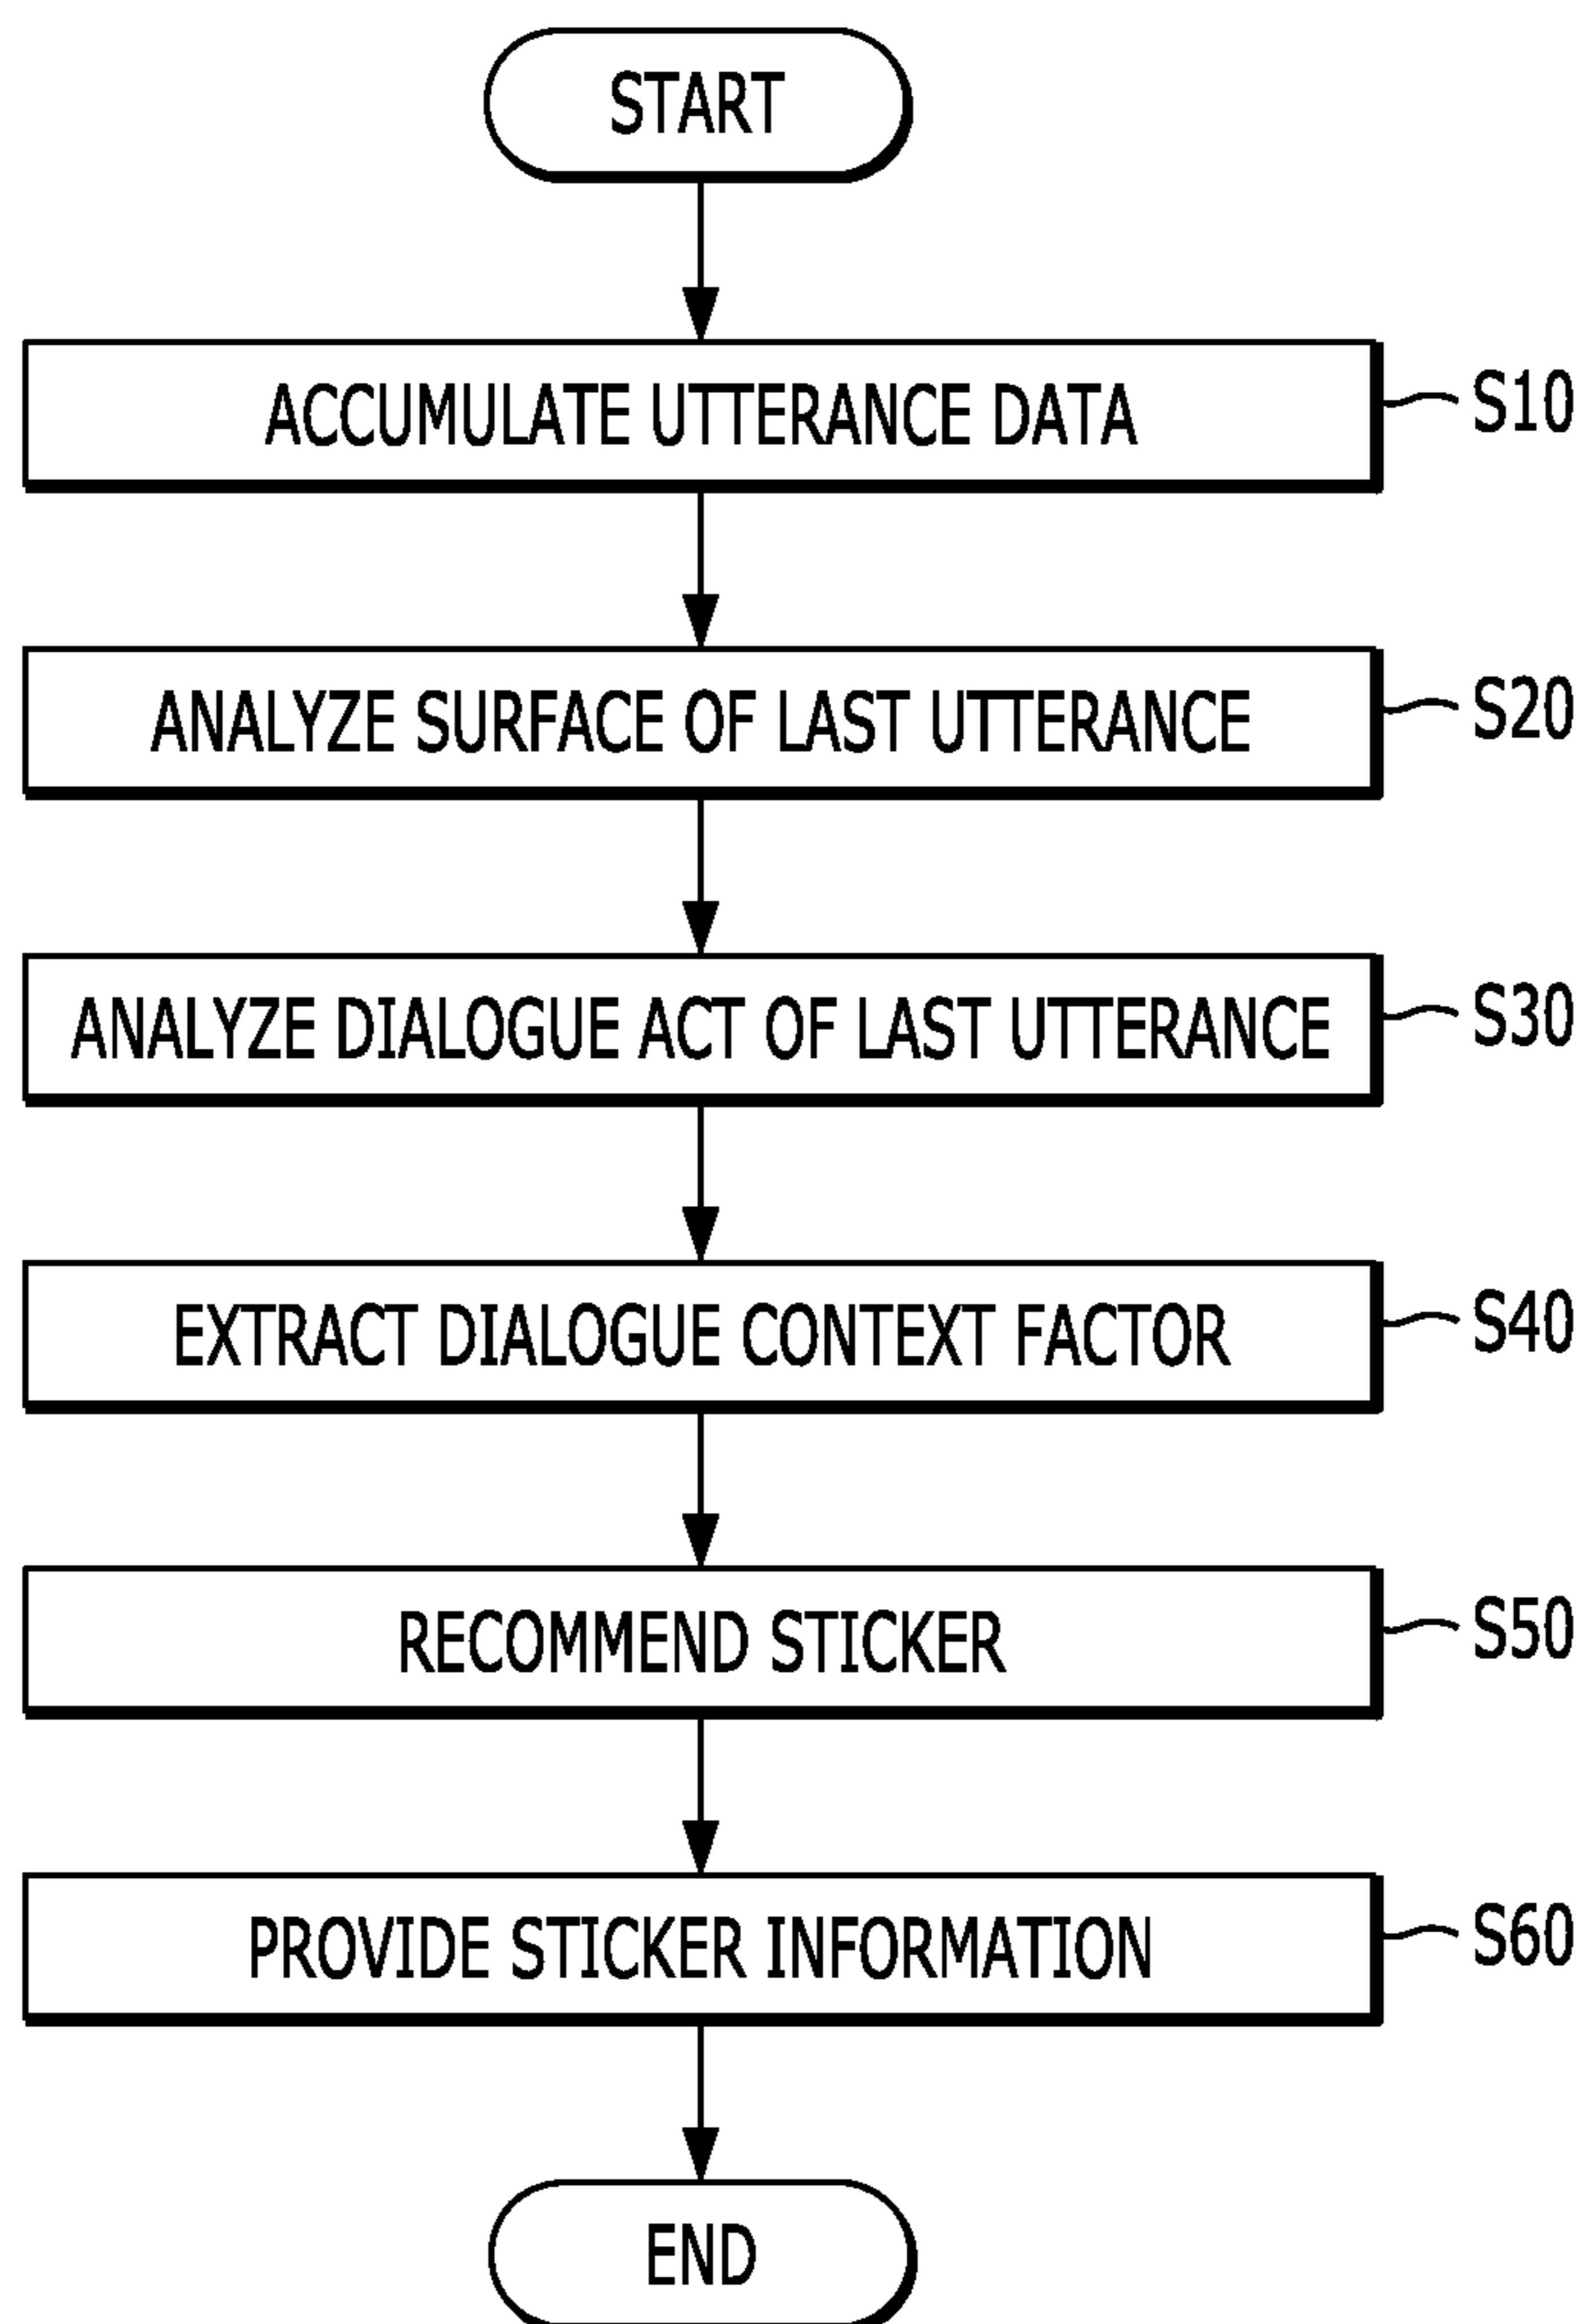 START
ACCUMULATE UTTERANCE DATA S10
ANALYZE SURFACE OF LAST UTTERANCE S20
ANALYZE DIALOGUE ACT OF LAST UTTERANCE S30
EXTRACT DIALOGUE CONTEXT FACTOR S40
RECOMMEND STICKER S50
PROVIDE STICKER INFORMATION S60
END